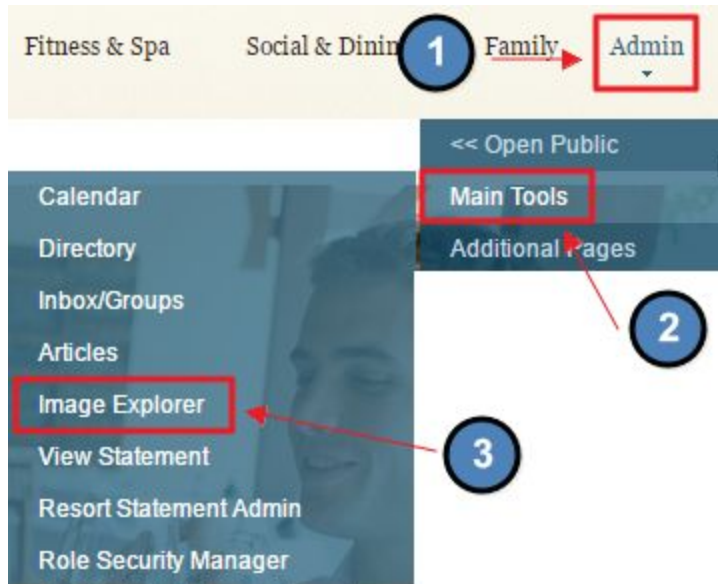 Fitness & Spa Social & Dinin 1 Family Admin
<< Open Public
Main Tools
Additional Pages
2
Calendar
Directory
Inbox/Groups
Articles
Image Explorer
View Statement
3
Resort Statement Admin
Role Security Manager